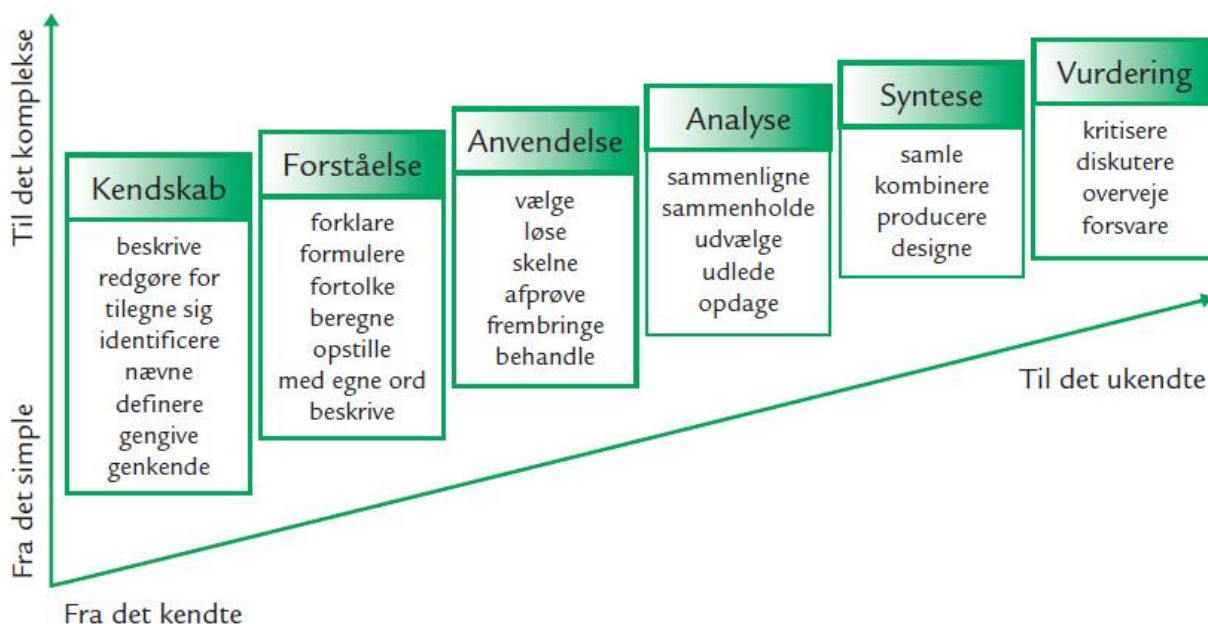 Til det komplekse
Fra det simple
Kendskab
beskrive
redgøre for
tilegne sig
identificere
nævne
definere
gengive
genkende
Forståelse
forklare
formulere
fortolke
beregne
opstille
med egne ord
beskrive
Anvendelse
vælge
løse
skelne
afprøve
frembringe
behandle
Analyse
sammenligne
sammenholde
udvælge
udlede
opdage
Syntese
samle
kombinere
producere
designe
Vurdering
kritisere
diskutere
overveje
forsvare
Til det ukendte
Fra det kendte